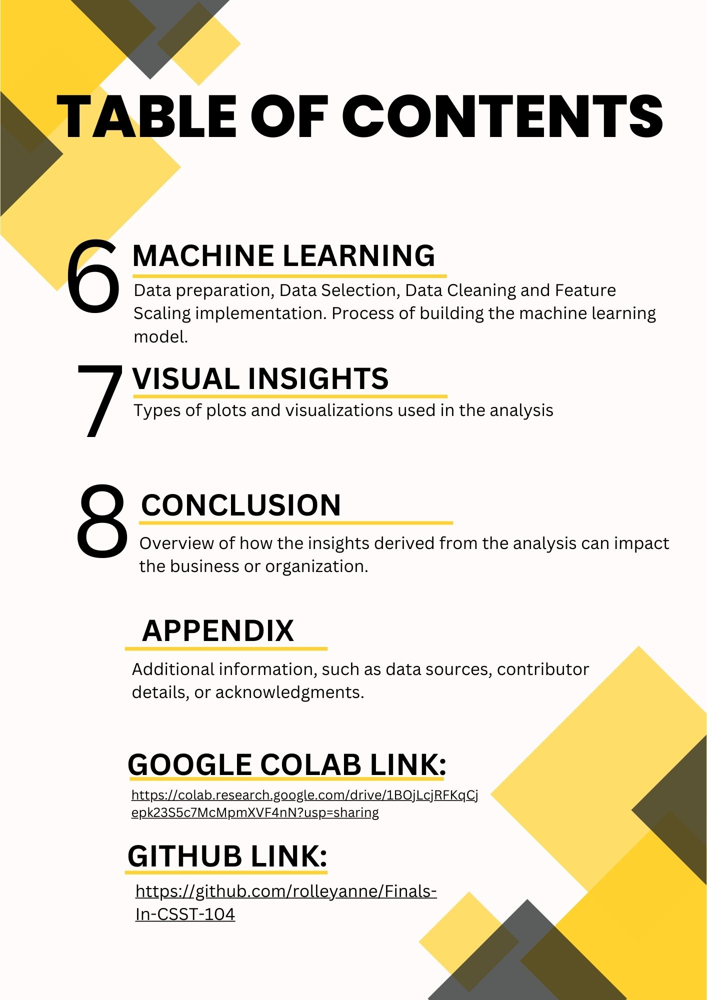 TABLE OF CONTENTS
6
MACHINE LEARNING
Data preparation, Data Selection, Data Cleaning and Feature
Scaling implementation. Process of building the machine learning
model.
7
VISUAL INSIGHTS
Types of plots and visualizations used in the analysis
8
CONCLUSION
Overview of how the insights derived from the analysis can impact
the business or organization.
APPENDIX
Additional information, such as data sources, contributor
details, or acknowledgments.
GOOGLE COLAB LINK:
https://colab.research.google.com/drive/1BOjLcjRFKqCj
epk23S5c7McMpmXVF4nN?usp=sharing
GITHUB LINK:
https://github.com/rolleyanne/Finals-
In-CSST-104